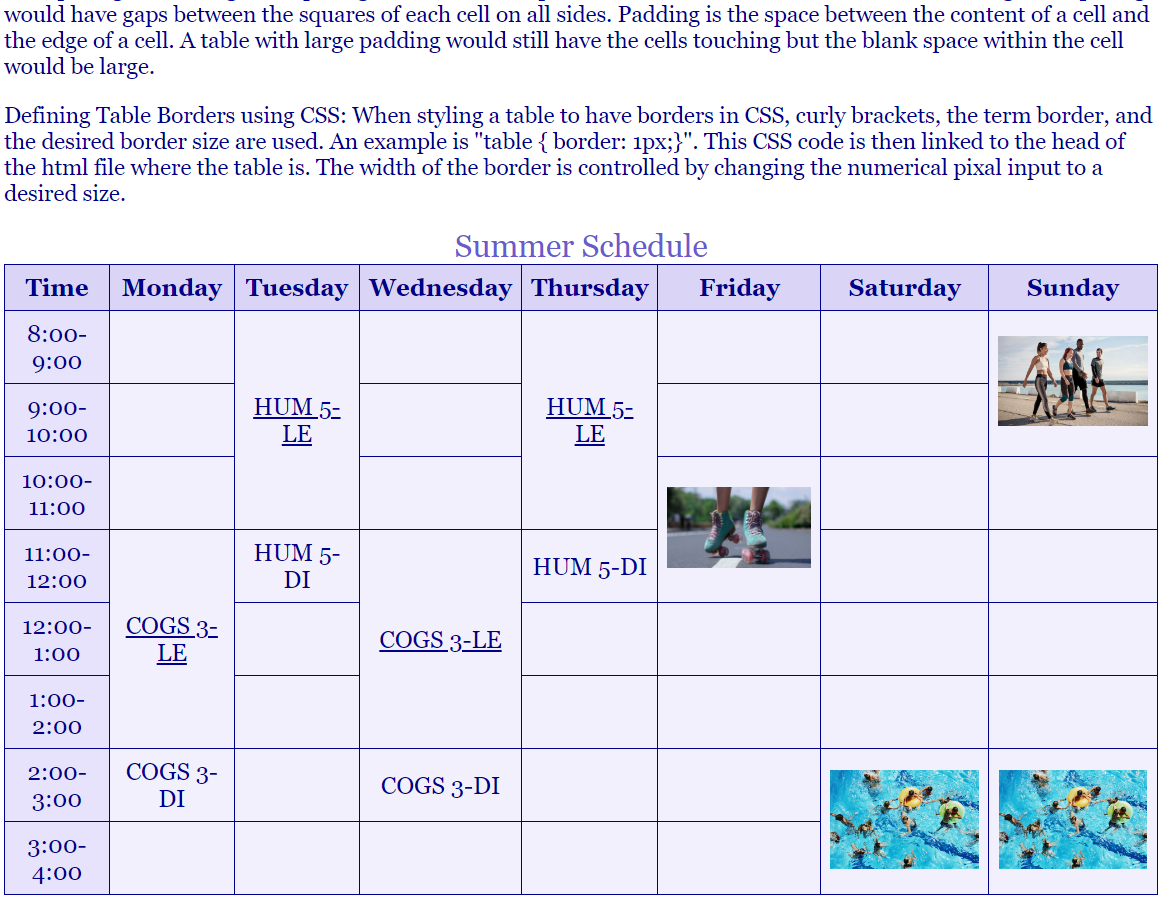 would have gaps between the squares of each cell on all sides. Padding is the space between the content of a cell and
the edge of a cell. A table with large padding would still have the cells touching but the blank space within the cell
would be large.
Defining Table Borders using CSS: When styling a table to have borders in CSS, curly brackets, the term border, and
the desired border size are used. An example is "table { border: 1px;}". This CSS code is then linked to the head of
the html file where the table is. The width of the border is controlled by changing the numerical pixal input to a
desired size.
Summer Schedule
Time Monday Tuesday Wednesday Thursday Friday Saturday Sunday
8:00-
9:00
9:00-
10:00
HUM 5-
LE
HUM 5-
LE
10:00-
11:00
11:00-
12:00
HUM 5-
DI
HUM 5-DI
12:00-
1:00
COGS 3-
LE
COGS 3-LE
1:00-
2:00
2:00-
3:00
COGS 3-
DI
COGS 3-DI
3:00-
4:00